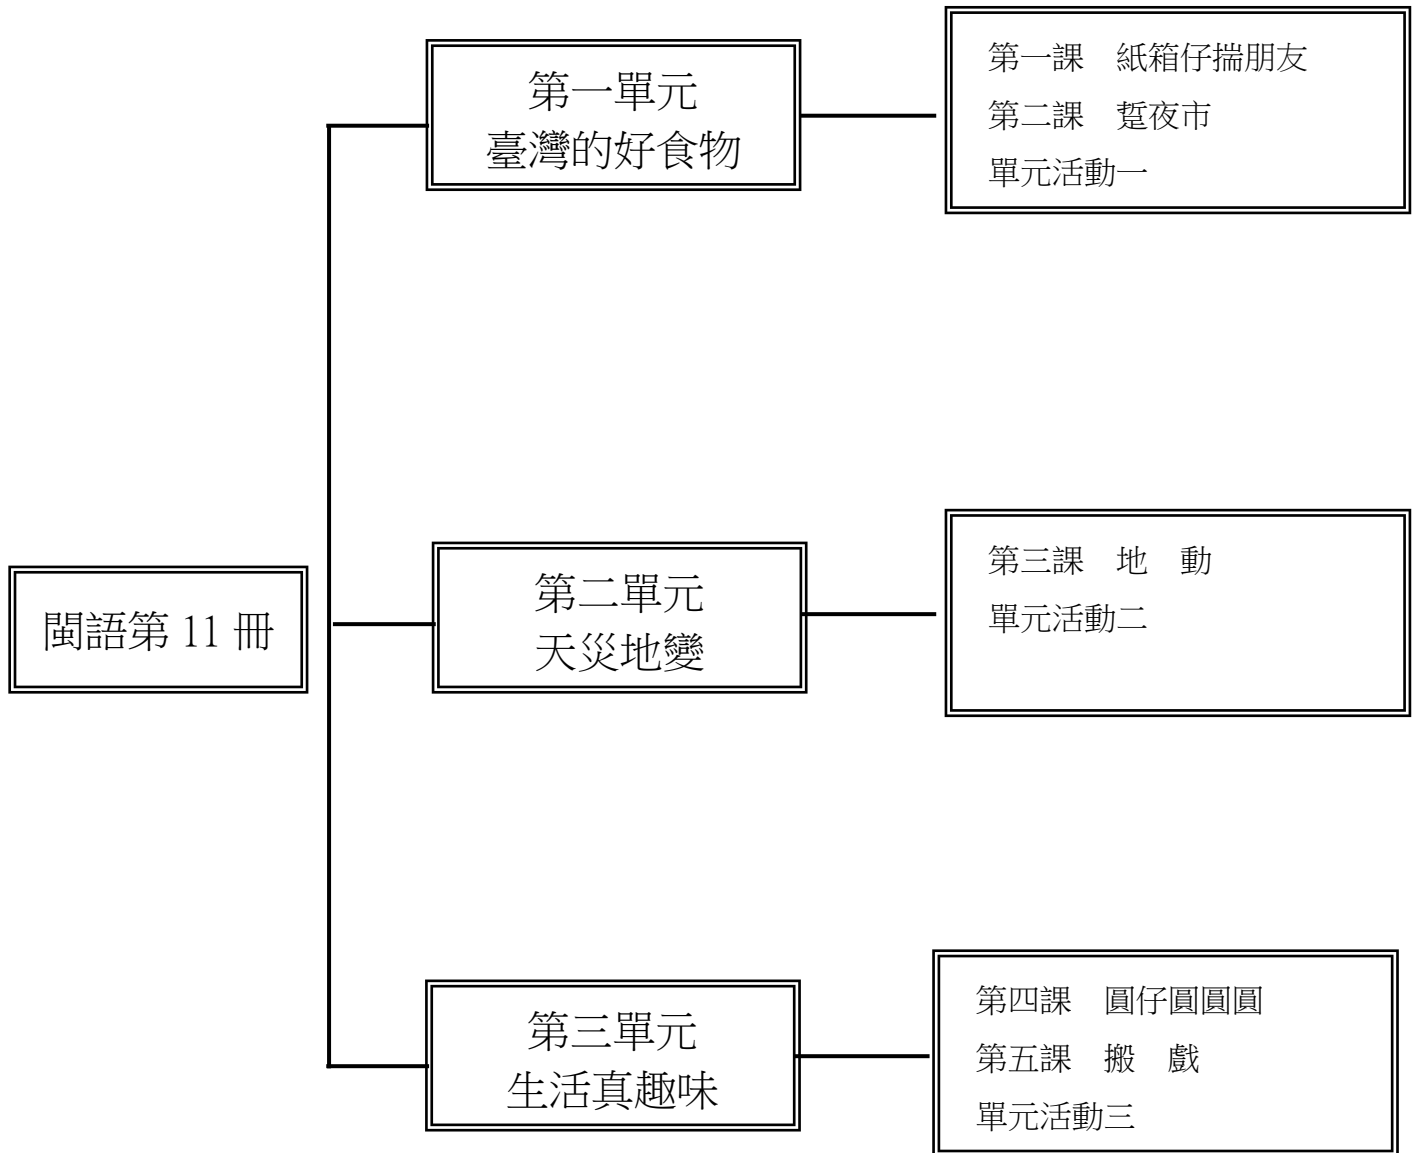 閩語第 11 冊
第一單元
臺灣的好食物
第一課　紙箱仔揣朋友
第二課　踅夜市
單元活動一
第二單元
天災地變
第三課　地　動
單元活動二
第三單元
生活真趣味
第四課　圓仔圓圓圓
第五課　搬　戲
單元活動三